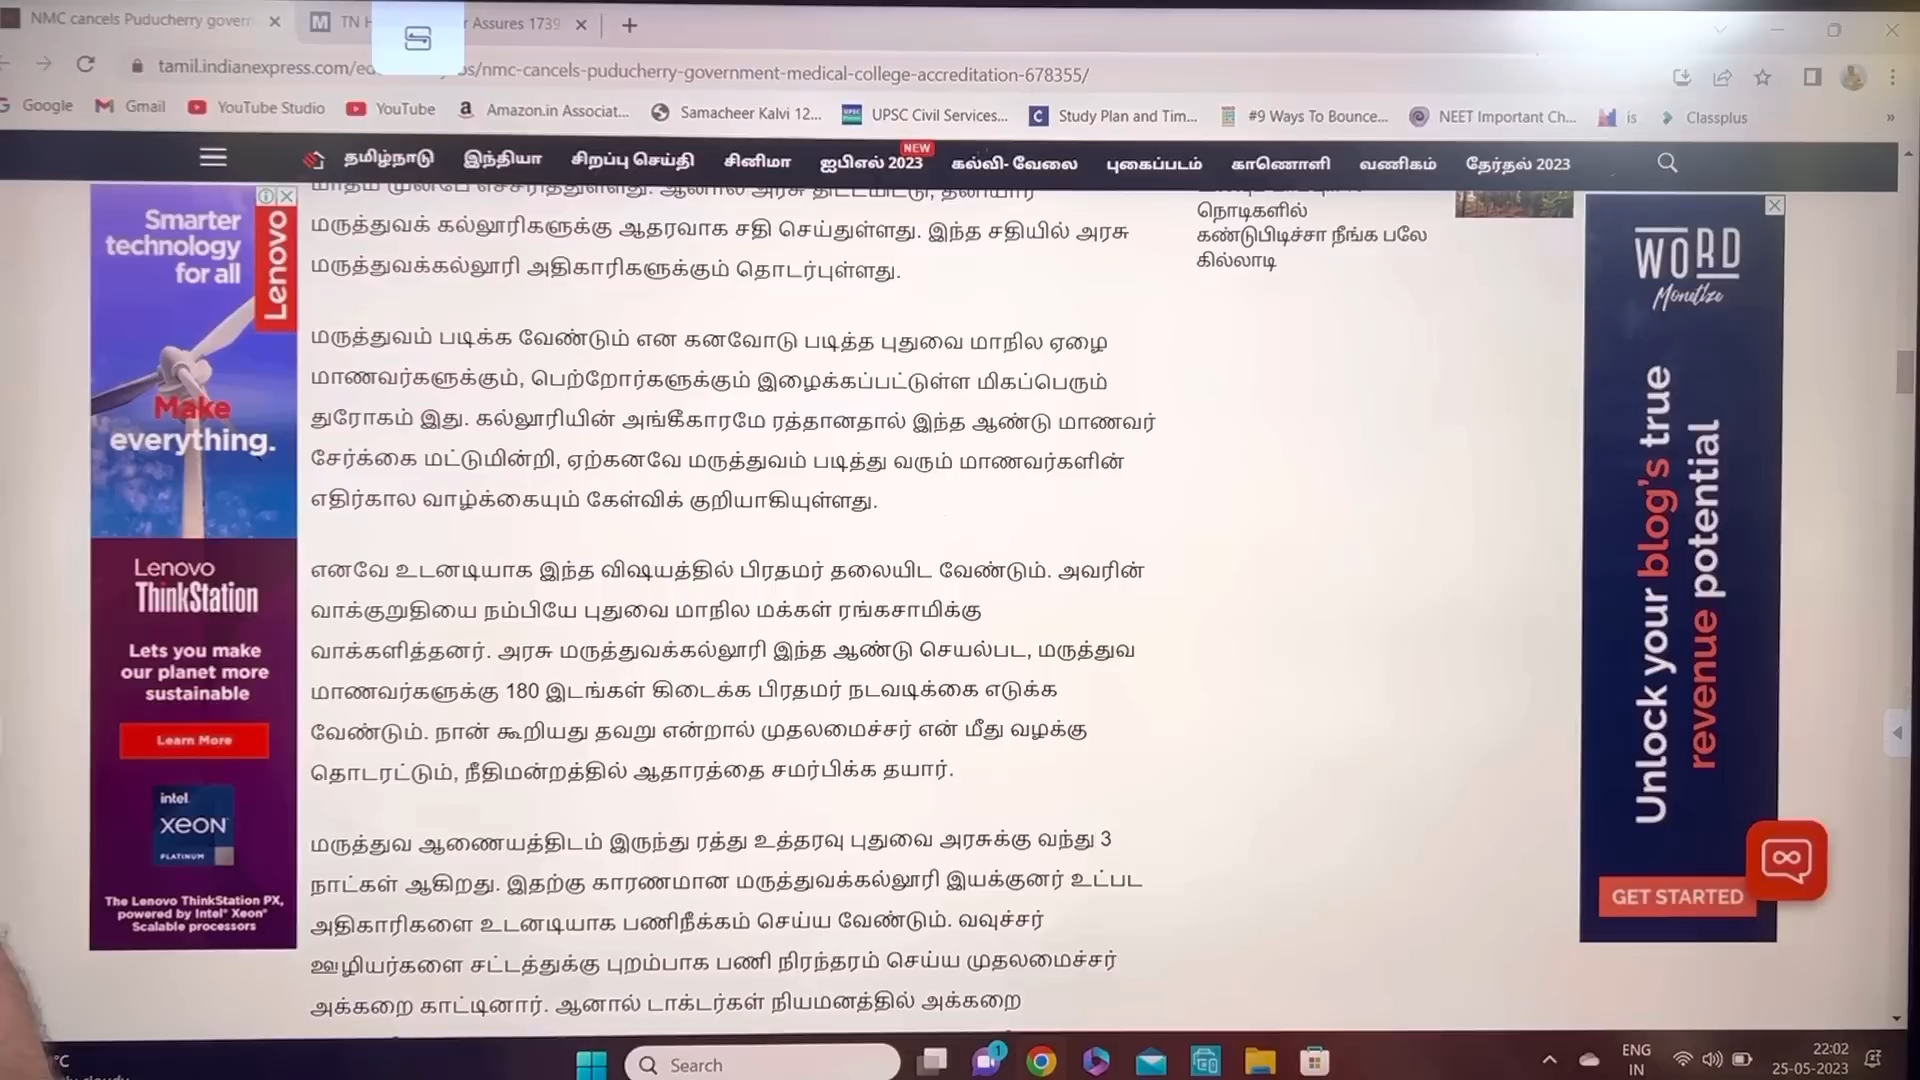 NMC cancels Puducherry govern
Assures 1739
tamil.indianexpress.com/
/nmc-cancels-puducherry-government-medical-college-accreditation-678355/
Google Gmail YouTube Studio YouTube Amazon.in Associat... Samacheer Kalvi 12... UPSC Civil Services... Study Plan and Tim... #9 Ways To Bounce... NEET Important Ch... is Classplus »
NEW
தமிழ்நாடு இந்தியா சிறப்பு செய்தி சினிமா ஐபிஎல் 2023 கல்வி- வேலை புகைப்படம் காணொளி வணிகம் தேர்தல் 2023
மருத்துவக் கல்லூரிகளுக்கு ஆதரவாக சதி செய்துள்ளது. இந்த சதியில் அரசு
மருத்துவக்கல்லூரி அதிகாரிகளுக்கும் தொடர்புள்ளது.
மருத்துவம் படிக்க வேண்டும் என கனவோடு படித்த புதுவை மாநில ஏழை
மாணவர்களுக்கும், பெற்றோர்களுக்கும் இழைக்கப்பட்டுள்ள மிகப்பெரும்
துரோகம் இது. கல்லூரியின் அங்கீகாரமே ரத்தானதால் இந்த ஆண்டு மாணவர்
சேர்க்கை மட்டுமின்றி, ஏற்கனவே மருத்துவம் படித்து வரும் மாணவர்களின்
எதிர்கால வாழ்க்கையும் கேள்விக் குறியாகியுள்ளது.
எனவே உடனடியாக இந்த விஷயத்தில் பிரதமர் தலையிட வேண்டும். அவரின்
வாக்குறுதியை நம்பியே புதுவை மாநில மக்கள் ரங்கசாமிக்கு
வாக்களித்தனர். அரசு மருத்துவக்கல்லூரி இந்த ஆண்டு செயல்பட, மருத்துவ
மாணவர்களுக்கு 180 இடங்கள் கிடைக்க பிரதமர் நடவடிக்கை எடுக்க
வேண்டும். நான் கூறியது தவறு என்றால் முதலமைச்சர் என் மீது வழக்கு
தொடரட்டும், நீதிமன்றத்தில் ஆதாரத்தை சமர்பிக்க தயார்.
மருத்துவ ஆணையத்திடம் இருந்து ரத்து உத்தரவு புதுவை அரசுக்கு வந்து 3
நாட்கள் ஆகிறது. இதற்கு காரணமான மருத்துவக்கல்லூரி இயக்குனர் உட்பட
அதிகாரிகளை உடனடியாக பணிநீக்கம் செய்ய வேண்டும். வவுச்சர்
ஊழியர்களை சட்டத்துக்கு புறம்பாக பணி நிரந்தரம் செய்ய முதலமைச்சர்
அக்கறை காட்டினார். ஆனால் டாக்டர்கள் நியமனத்தில் அக்கறை
நொடிகளில்
கண்டுபிடிச்சா நீங்க பலே
கில்லாடி
Smarter
technology
for all
Lenovo
Make
everything.
Lenovo
ThinkStation
Lets you make
our planet more
sustainable
Learn More
intel
XEON
PLATINUM
The Lenovo ThinkStation PX,
powered by Intel® Xeon®
Scalable processors
WORD
Monetize
Unlock your blog's true
revenue potential
GET STARTED
°C
Search
1
ENG
IN
22:02
25-05-2023